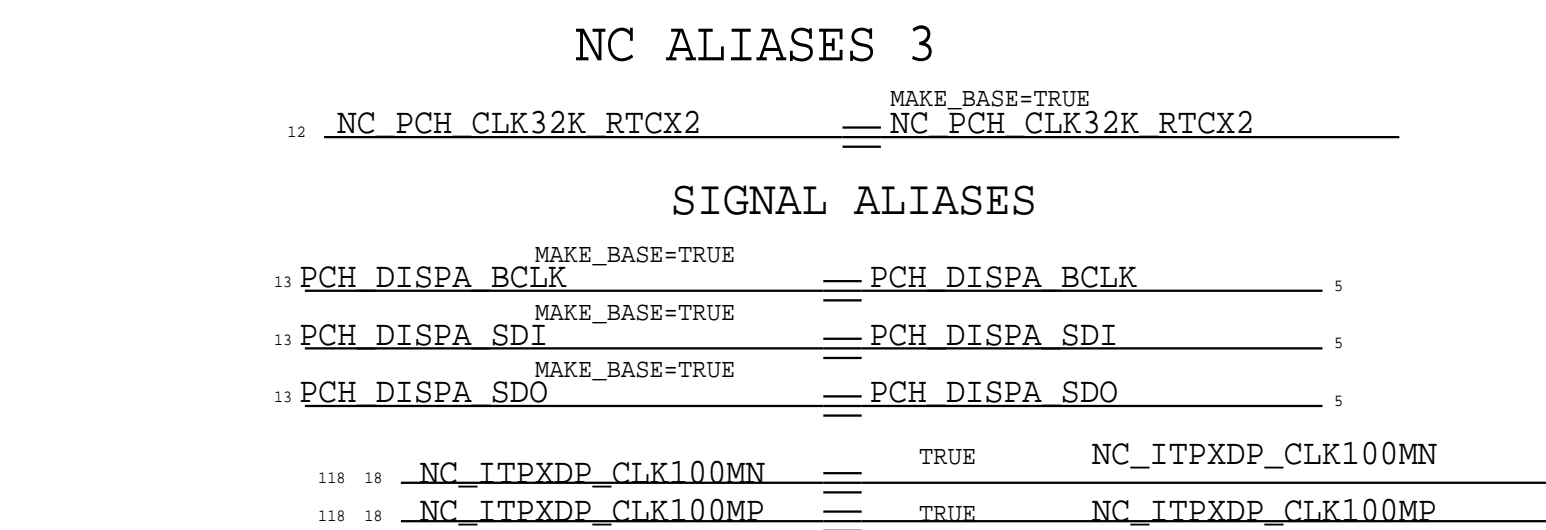 NC ALIASES 3
MAKE_BASE=TRUE
12 NC_PCH_CLK32K_RTCX2 NC_PCH_CLK32K_RTCX2
SIGNAL ALIASES
MAKE_BASE=TRUE
13 PCH_DISPA_BCLK PCH_DISPA_BCLK 5
MAKE_BASE=TRUE
13 PCH_DISPA_SDI PCH_DISPA_SDI 5
MAKE_BASE=TRUE
13 PCH_DISPA_SDO PCH_DISPA_SDO 5
118 18 NC_ITPXDP_CLK100MN TRUE NC_ITPXDP_CLK100MN
118 18 NC_ITPXDP_CLK100MP TRUE NC_ITPXDP_CLK100MP